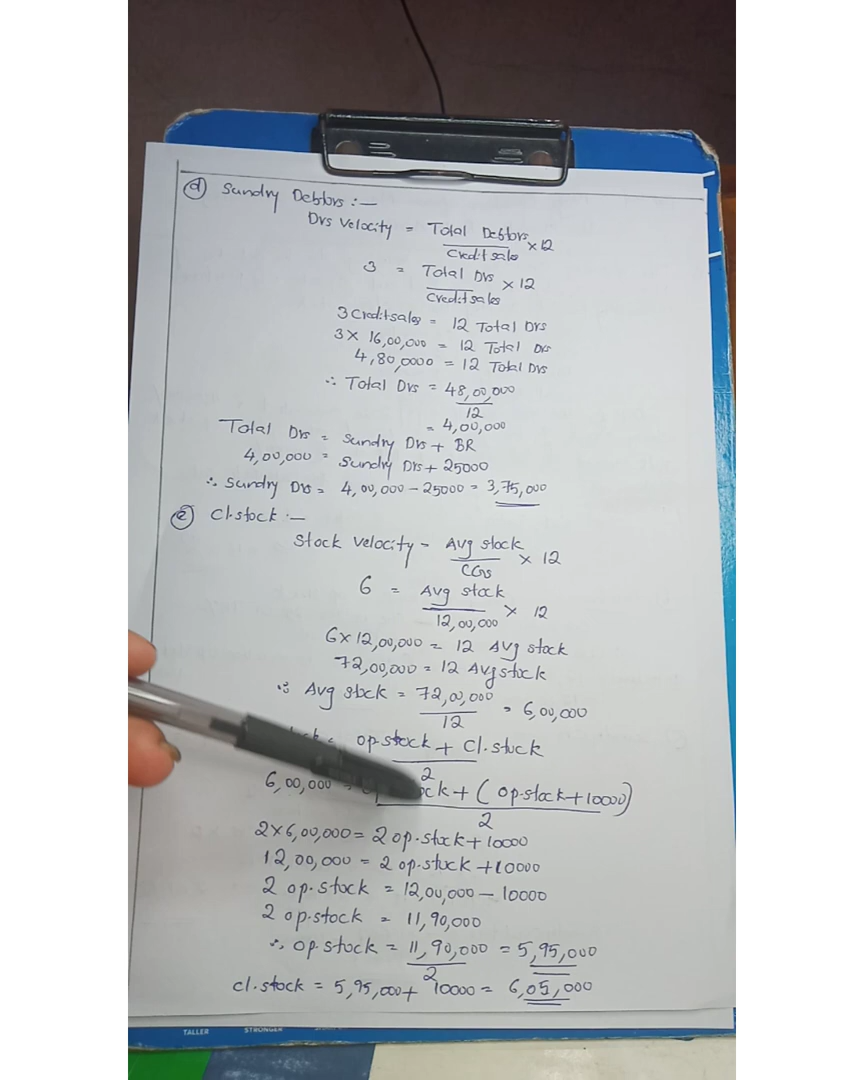 (d) Sundry Debtors :—
Drs Velocity = Total Debtors / Credit sale × 12
3 = Total Drs / Credit sales × 12
3 Credit sales = 12 Total Drs
3 × 16,00,000 = 12 Total Drs
4,80,0000 = 12 Total Drs
∴ Total Drs = 48,00,000 / 12
= 4,00,000
Total Drs = Sundry Drs + BR
4,00,000 = Sundry Drs + 25000
∴ Sundry Drs = 4,00,000 – 25000 = 3,75,000
(e) Cl.stock :—
Stock Velocity = Avg stock / CGS × 12
6 = Avg stock / 12,00,000 × 12
6 × 12,00,000 = 12 Avg stock
72,00,000 = 12 Avg stock
∴ Avg stock = 72,00,000 / 12 = 6,00,000
= op.stock + Cl.stock / 2
6,00,000 = + ( op.stock + 10000) / 2
2 × 6,00,000 = 2 op.stock + 10000
12,00,000 = 2 op.stock + 10000
2 op.stock = 12,00,000 – 10000
2 op.stock = 11,90,000
∴ op.stock = 11,90,000 / 2 = 5,95,000
cl.stock = 5,95,000 + 10000 = 6,05,000
TALLER STRONGER